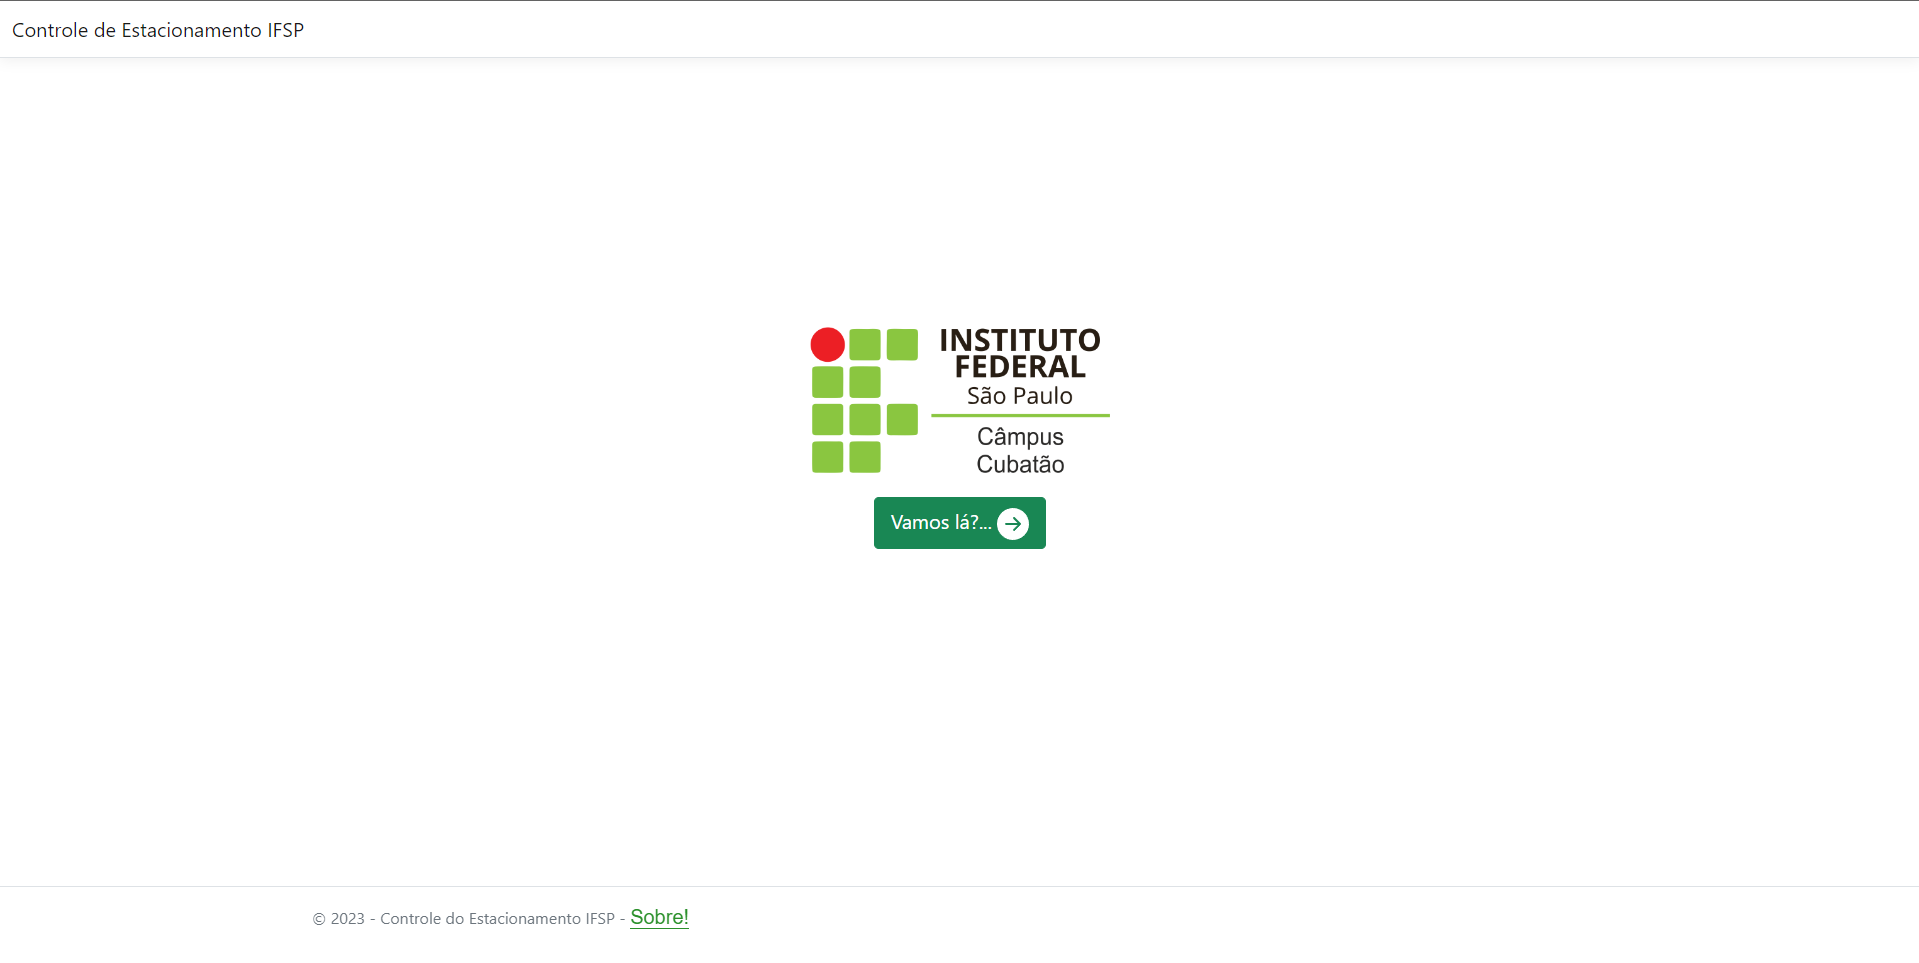 Controle de Estacionamento IFSP
INSTITUTO
FEDERAL
São Paulo
Câmpus
Cubatão
Vamos lá?...
© 2023 - Controle do Estacionamento IFSP - Sobre!